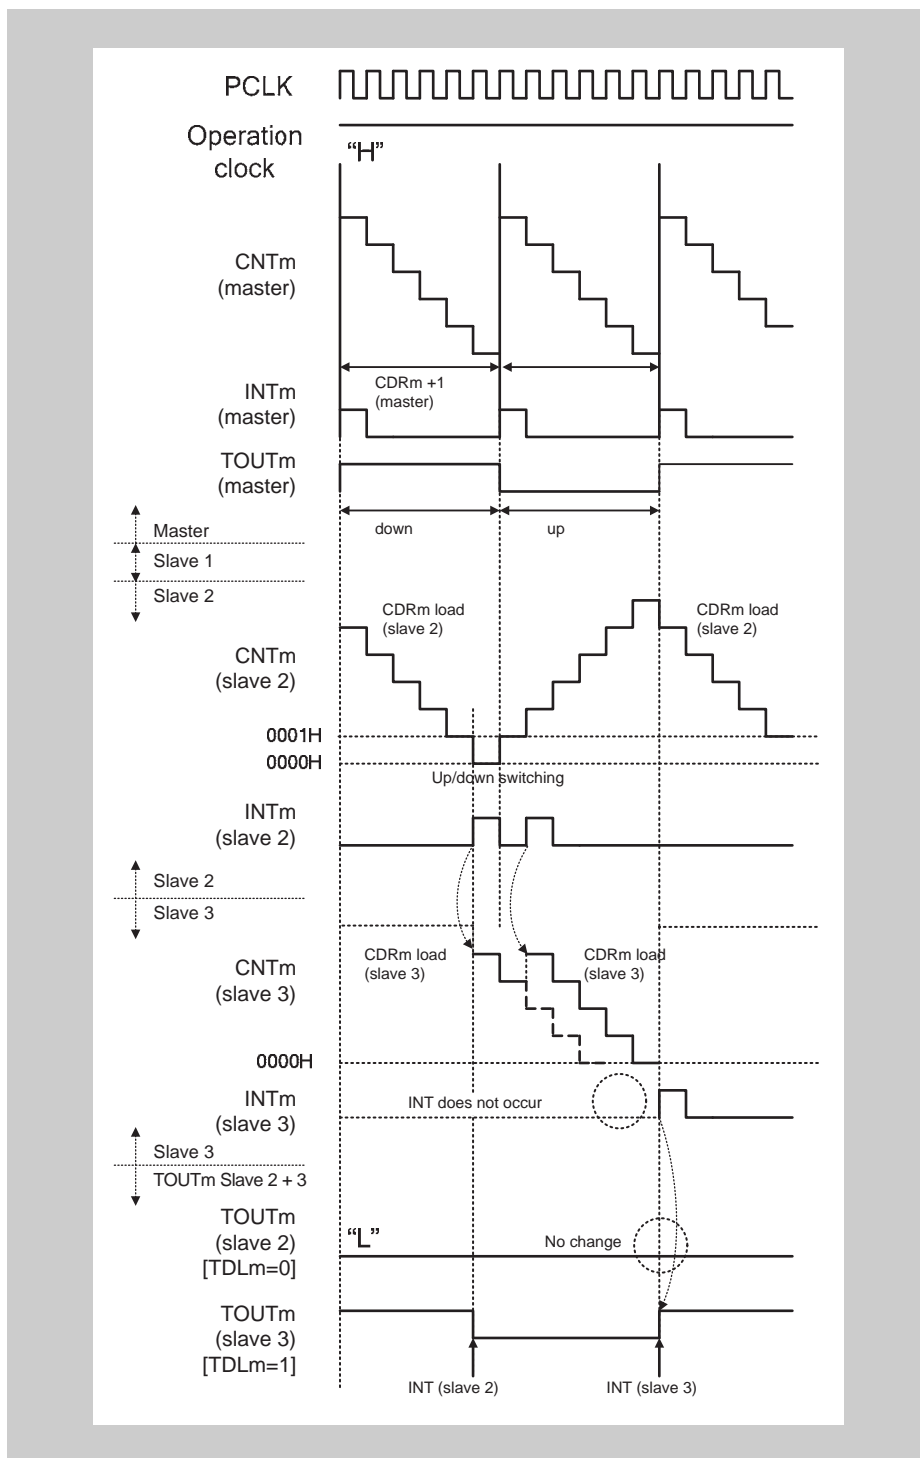 PCLK
Operation
clock
“H”
CNTm
(master)
CDRm +1
(master)
INTm
(master)
TOUTm
(master)
down
up
Master
Slave 1
Slave 2
CDRm load
(slave 2)
CDRm load
(slave 2)
CNTm
(slave 2)
0001H
0000H
Up/down switching
INTm
(slave 2)
Slave 2
Slave 3
CDRm load
(slave 3)
CDRm load
(slave 3)
CNTm
(slave 3)
0000H
INTm
(slave 3)
INT does not occur
Slave 3
TOUTm Slave 2 + 3
TOUTm
(slave 2)
[TDLm=0]
“L”
No change
TOUTm
(slave 3)
[TDLm=1]
INT (slave 2)
INT (slave 3)